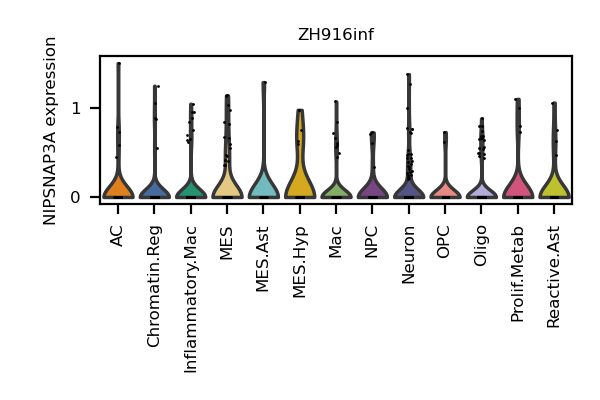 ZH916inf
NIPSNAP3A expression
1
0
AC
Chromatin.Reg
Inflammatory.Mac
MES
MES.Ast
MES.Hyp
Mac
NPC
Neuron
OPC
Oligo
Prolif.Metab
Reactive.Ast